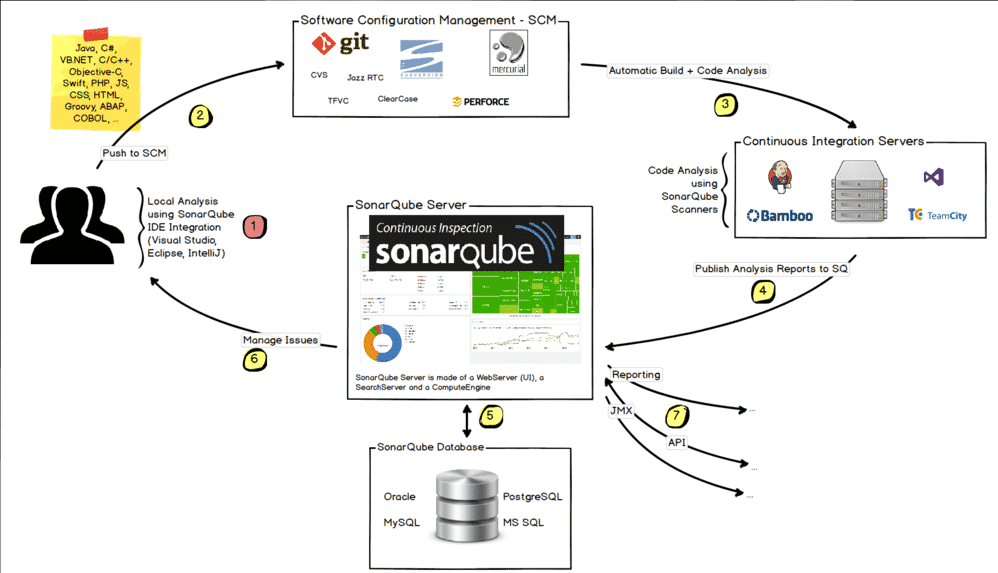 Java, C#,
VB.NET, C/C++,
Objective-C,
Swift, PHP, JS,
CSS, HTML,
Groovy, ABAP,
COBOL, ...
2
Push to SCM
Software Configuration Management - SCM
git
SUBVERSION
mercurial
CVS
Jazz RTC
TFVC
ClearCase
PERFORCE
Automatic Build + Code Analysis
3
Continuous Integration Servers
Code Analysis
using
SonarQube
Scanners
Bamboo
TC TeamCity
Local Analysis
using SonarQube
IDE Integration
(Visual Studio,
Eclipse, IntelliJ)
1
SonarQube Server
Continuous Inspection
sonarqube
SonarQube Server is made of a WebServer (UI), a
SearchServer and a ComputeEngine
Publish Analysis Reports to SQ
4
Manage Issues
6
Reporting
...
JMX
7
API
...
...
5
SonarQube Database
Oracle
PostgreSQL
MySQL
MS SQL